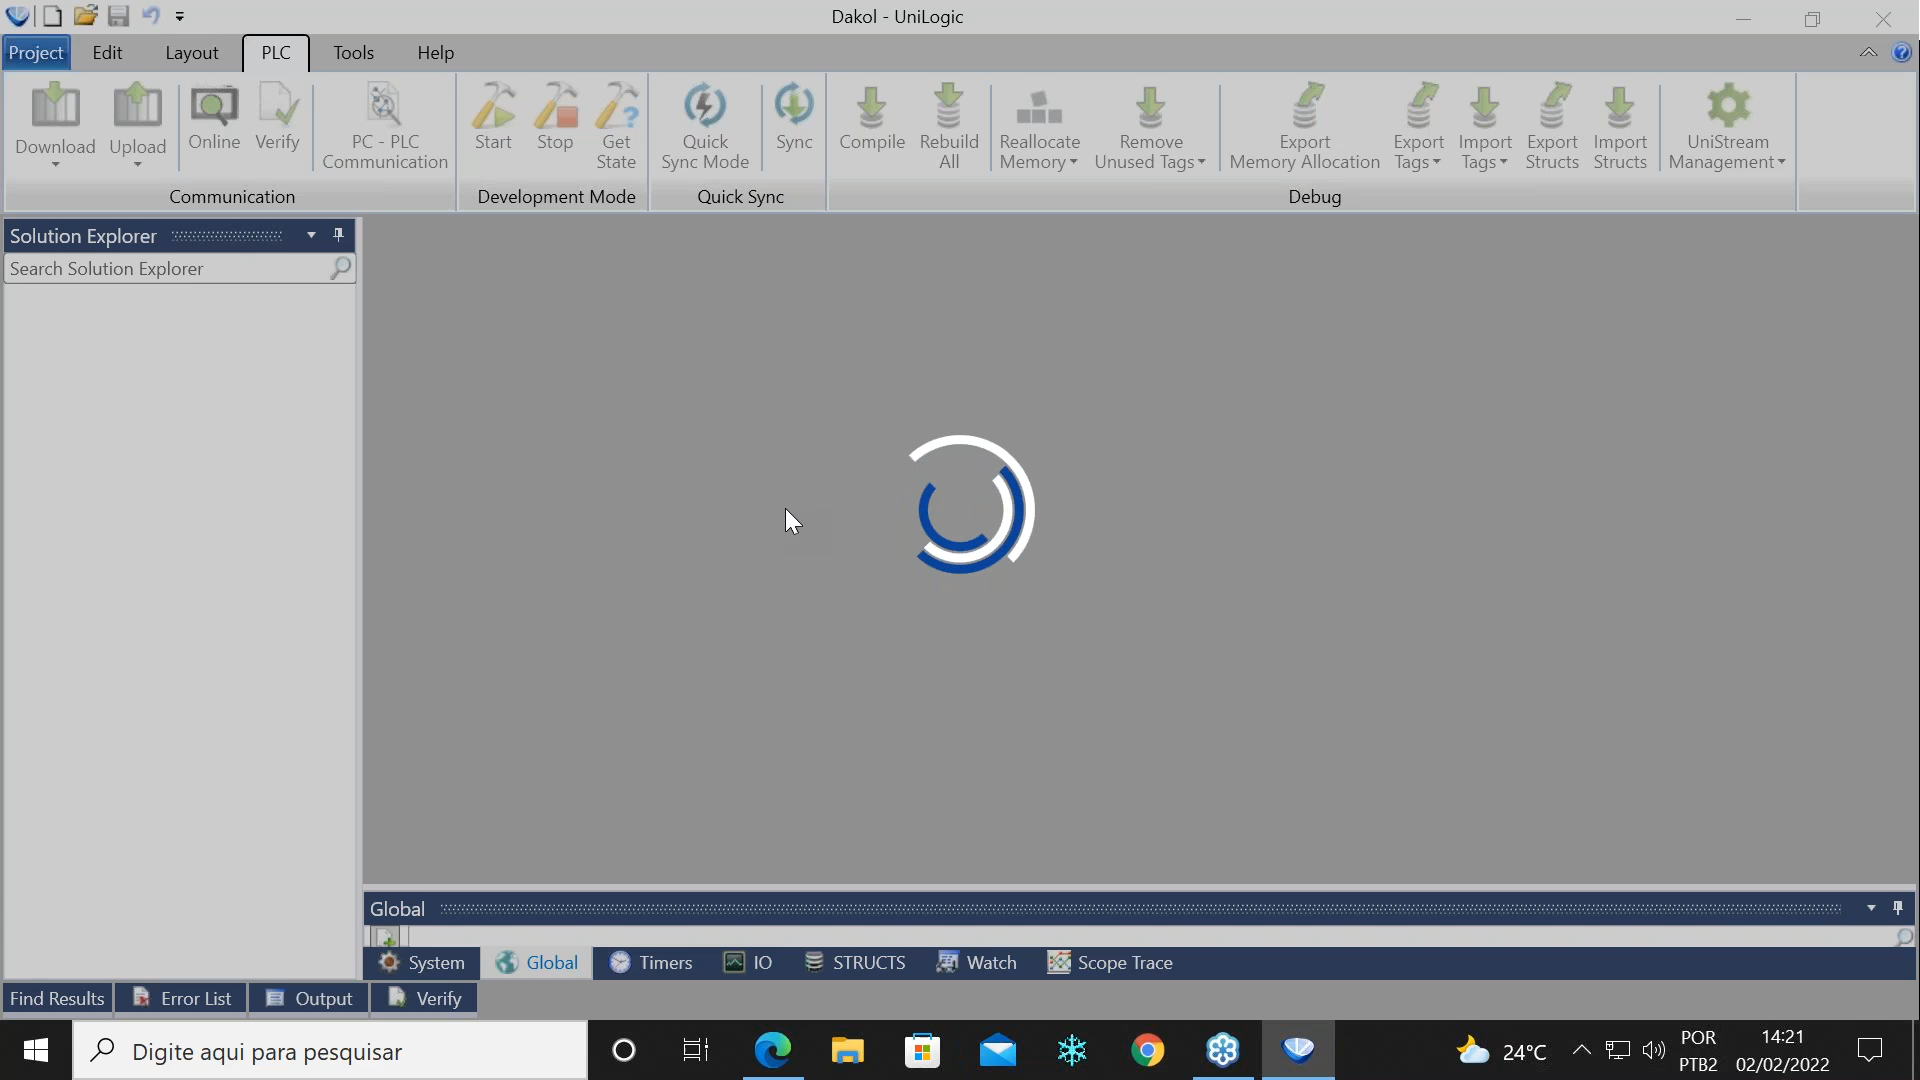 Dakol - UniLogic
Project Edit Layout PLC Tools Help
Download Upload Online Verify PC - PLC Communication Start Stop Get State Quick Sync Mode Sync Compile Rebuild All Reallocate Memory Remove Unused Tags Export Memory Allocation Export Tags Import Tags Export Structs Import Structs UniStream Management
Communication Development Mode Quick Sync Debug
Solution Explorer
Search Solution Explorer
Global
System Global Timers IO STRUCTS Watch Scope Trace
Find Results Error List Output Verify
Digite aqui para pesquisar
24°C
POR
PTB2
14:21
02/02/2022